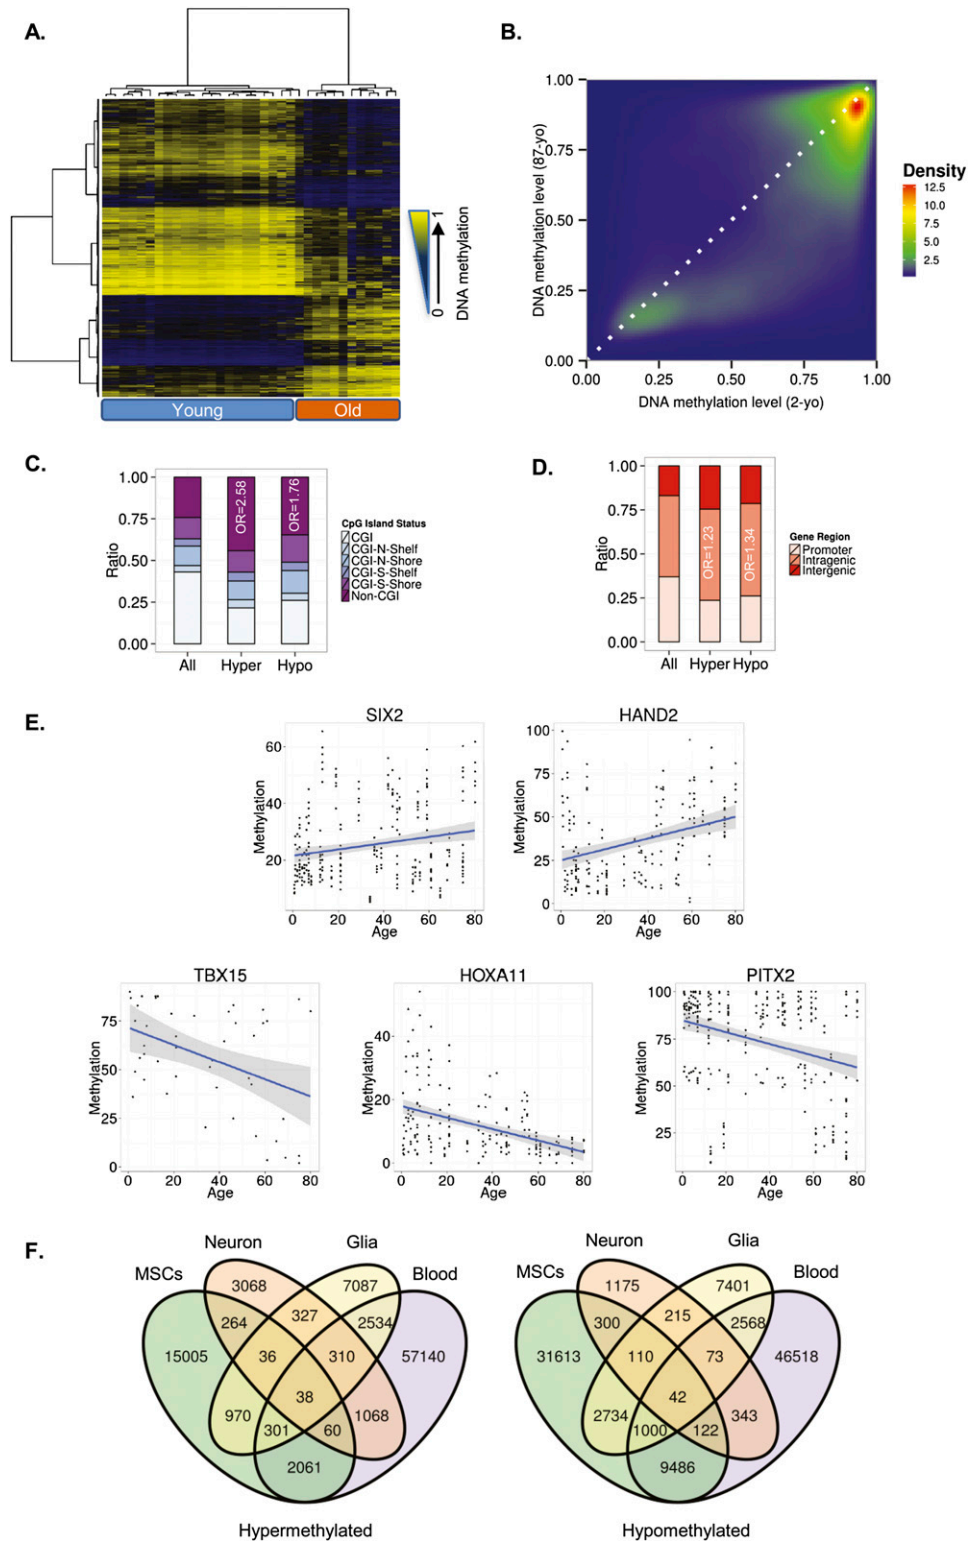 A.
B.
0
1
DNA methylation
Young
Old
DNA methylation level (87-yo)
1.00
0.75
0.50
0.25
0.00
0.00
0.25
0.50
0.75
1.00
DNA methylation level (2-yo)
Density
12.5
10.0
7.5
5.0
2.5
C.
Ratio
1.00
0.75
0.50
0.25
0.00
OR=2.58
OR=1.76
All
Hyper
Hypo
CpG Island Status
CGI
CGI-N-Shelf
CGI-N-Shore
CGI-S-Shelf
CGI-S-Shore
Non-CGI
D.
Ratio
1.00
0.75
0.50
0.25
0.00
OR=1.23
OR=1.34
All
Hyper
Hypo
Gene Region
Promoter
Intragenic
Intergenic
E.
SIX2
Methylation
60
40
20
0 20 40 60 80
Age
HAND2
Methylation
100
75
50
25
0
0 20 40 60 80
Age
TBX15
Methylation
75
50
25
0
0 20 40 60 80
Age
HOXA11
Methylation
40
20
0
0 20 40 60 80
Age
PITX2
Methylation
100
75
50
25
0 20 40 60 80
Age
F.
MSCs
Neuron
Glia
Blood
3068
7087
264
327
2534
15005
36
310
57140
38
970
301
60
1068
2061
Hypermethylated
MSCs
Neuron
Glia
Blood
1175
7401
300
215
2568
31613
110
73
46518
42
2734
1000
122
343
9486
Hypomethylated